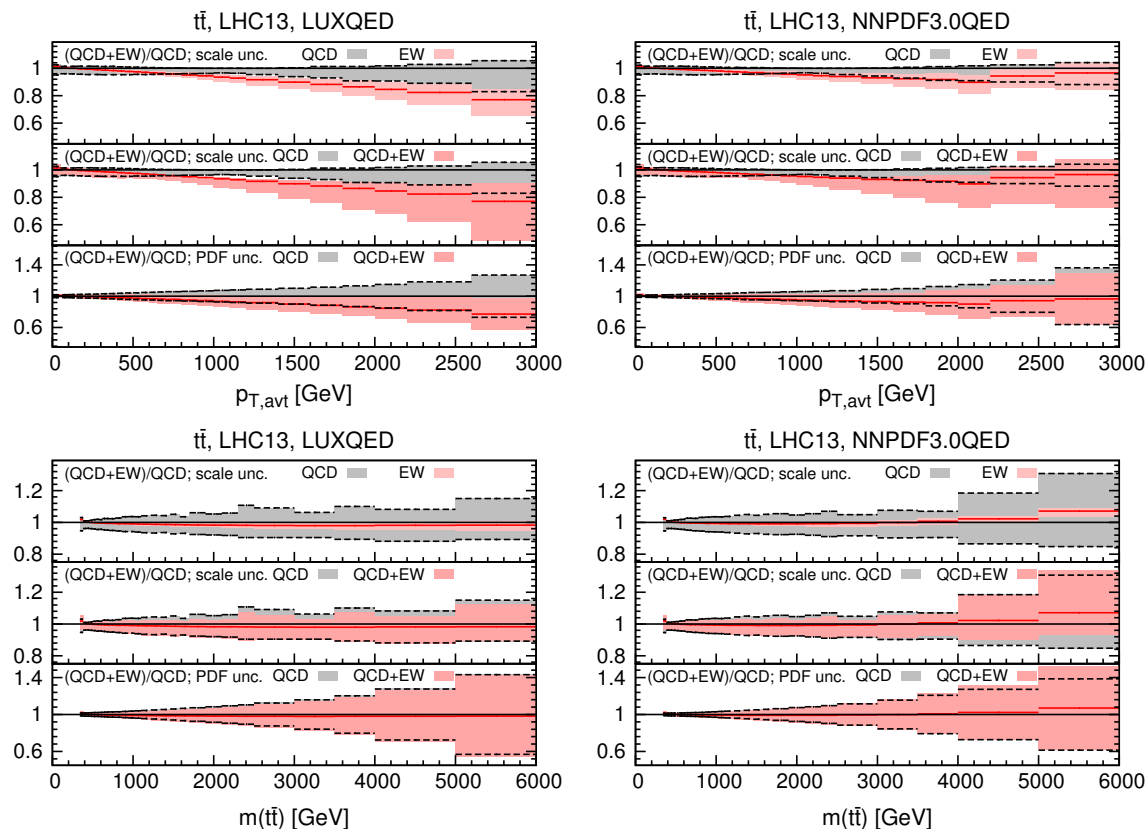 tt̄, LHC13, LUXQED
(QCD+EW)/QCD; scale unc. QCD EW
1
0.8
0.6
(QCD+EW)/QCD; scale unc. QCD QCD+EW
1
0.8
0.6
(QCD+EW)/QCD; PDF unc. QCD QCD+EW
1.4
1
0.6
0 500 1000 1500 2000 2500 3000
pT,avt [GeV]
tt̄, LHC13, NNPDF3.0QED
(QCD+EW)/QCD; scale unc. QCD EW
1
0.8
0.6
(QCD+EW)/QCD; scale unc. QCD QCD+EW
1
0.8
0.6
(QCD+EW)/QCD; PDF unc. QCD QCD+EW
1.4
1
0.6
0 500 1000 1500 2000 2500 3000
pT,avt [GeV]
tt̄, LHC13, LUXQED
(QCD+EW)/QCD; scale unc. QCD EW
1.2
1
0.8
(QCD+EW)/QCD; scale unc. QCD QCD+EW
1.2
1
0.8
(QCD+EW)/QCD; PDF unc. QCD QCD+EW
1.4
1
0.6
0 1000 2000 3000 4000 5000 6000
m(tt̄) [GeV]
tt̄, LHC13, NNPDF3.0QED
(QCD+EW)/QCD; scale unc. QCD EW
1.2
1
0.8
(QCD+EW)/QCD; scale unc. QCD QCD+EW
1.2
1
0.8
(QCD+EW)/QCD; PDF unc. QCD QCD+EW
1.4
1
0.6
0 1000 2000 3000 4000 5000 6000
m(tt̄) [GeV]